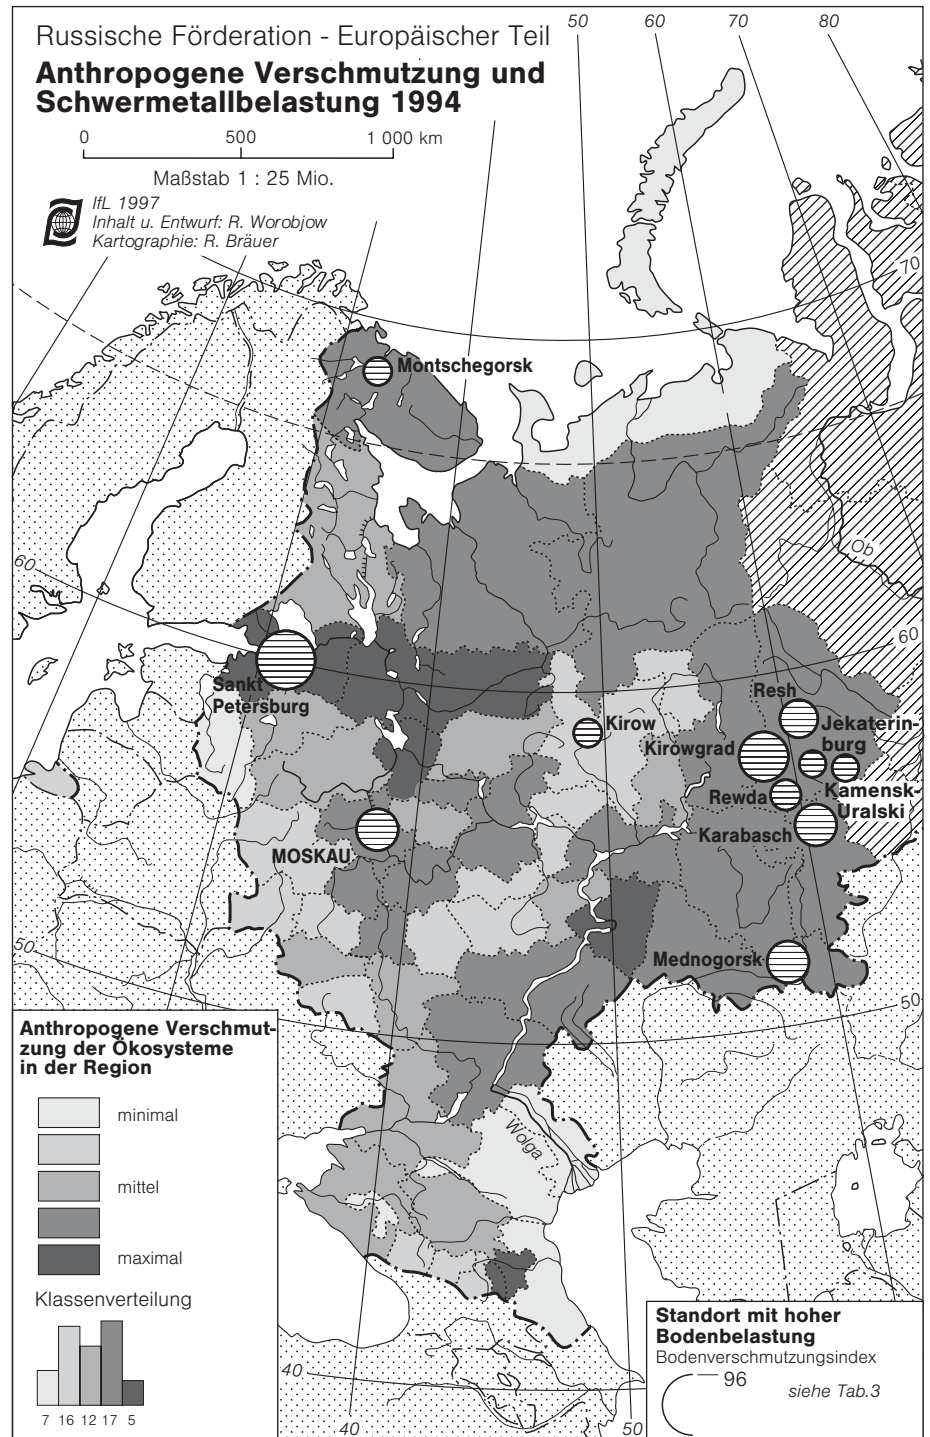 50 60 70 80
Russische Förderation - Europäischer Teil
Anthropogene Verschmutzung und
Schwermetallbelastung 1994
0 500 1 000 km
Maßstab 1 : 25 Mio.
IfL 1997
Inhalt u. Entwurf: R. Worobjow
Kartographie: R. Bräuer
70
Montschegorsk
Ob
60
60
Sankt
Petersburg
Resh
Kirow
Jekaterin-
burg
Kirowgrad
Rewda
Kamensk-
Uralski
Karabasch
MOSKAU
50
Mednogorsk
50
Wolga
40
40
50
Anthropogene Verschmut-
zung der Ökosysteme
in der Region
minimal
mittel
maximal
Klassenverteilung
7 16 12 17 5
Standort mit hoher
Bodenbelastung
Bodenverschmutzungsindex
96
siehe Tab.3